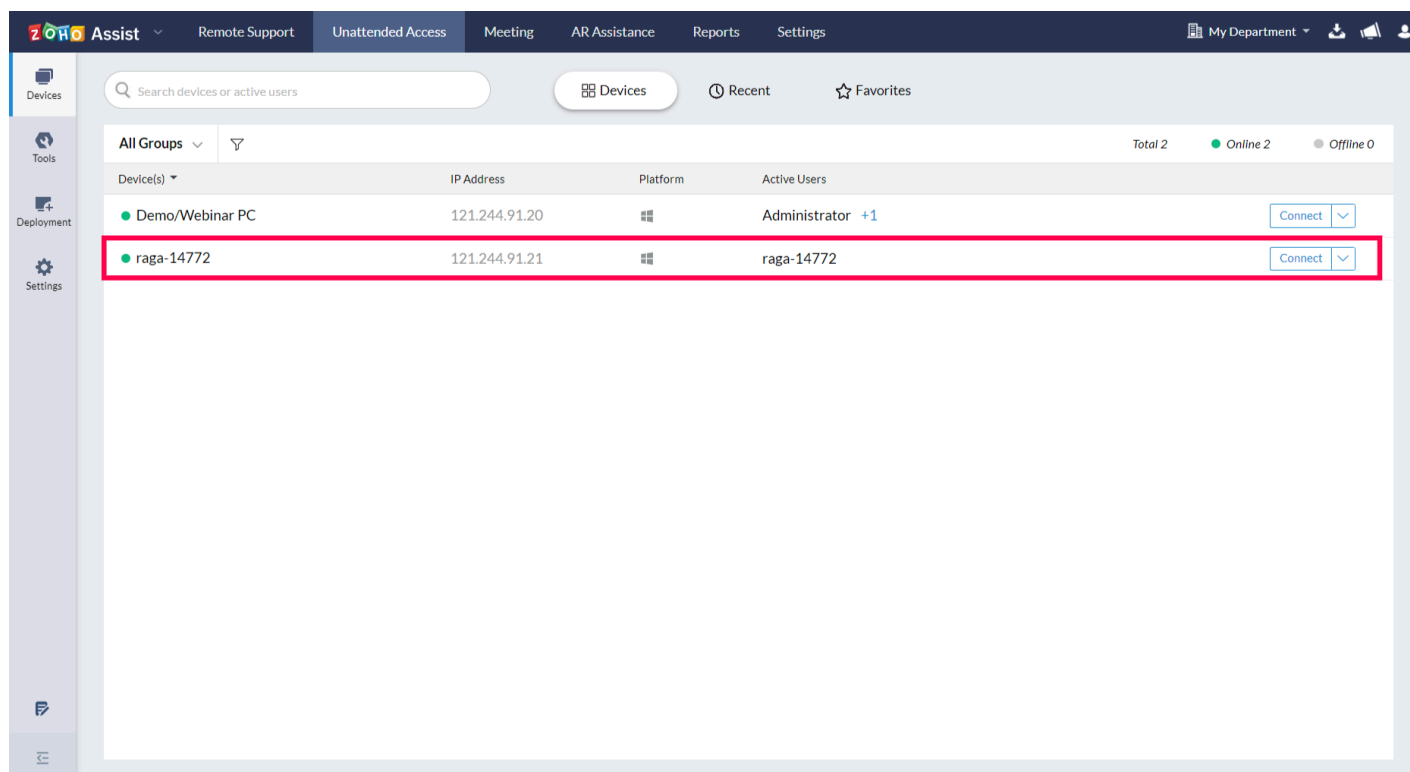 ZOHO Assist Remote Support Unattended Access Meeting AR Assistance Reports Settings My Department
Devices
Search devices or active users Devices Recent Favorites
All Groups Total 2 Online 2 Offline 0
Tools
Device(s) IP Address Platform Active Users
Demo/Webinar PC 121.244.91.20 Administrator +1 Connect
Deployment
raga-14772 121.244.91.21 raga-14772 Connect
Settings